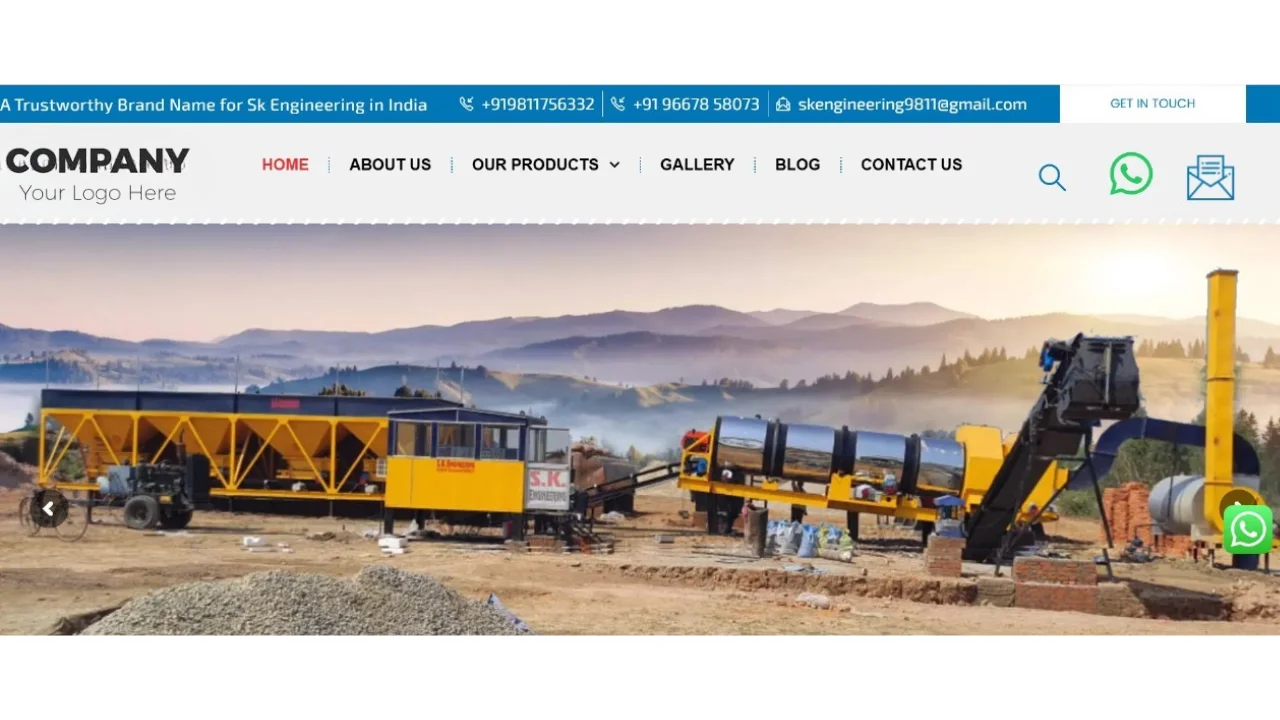 A Trustworthy Brand Name for Sk Engineering in India
+919811756332
+91 96678 58073
skengineering9811@gmail.com
GET IN TOUCH
COMPANY
Your Logo Here
HOME
ABOUT US
OUR PRODUCTS
GALLERY
BLOG
CONTACT US
S.K.
ENGINEERING